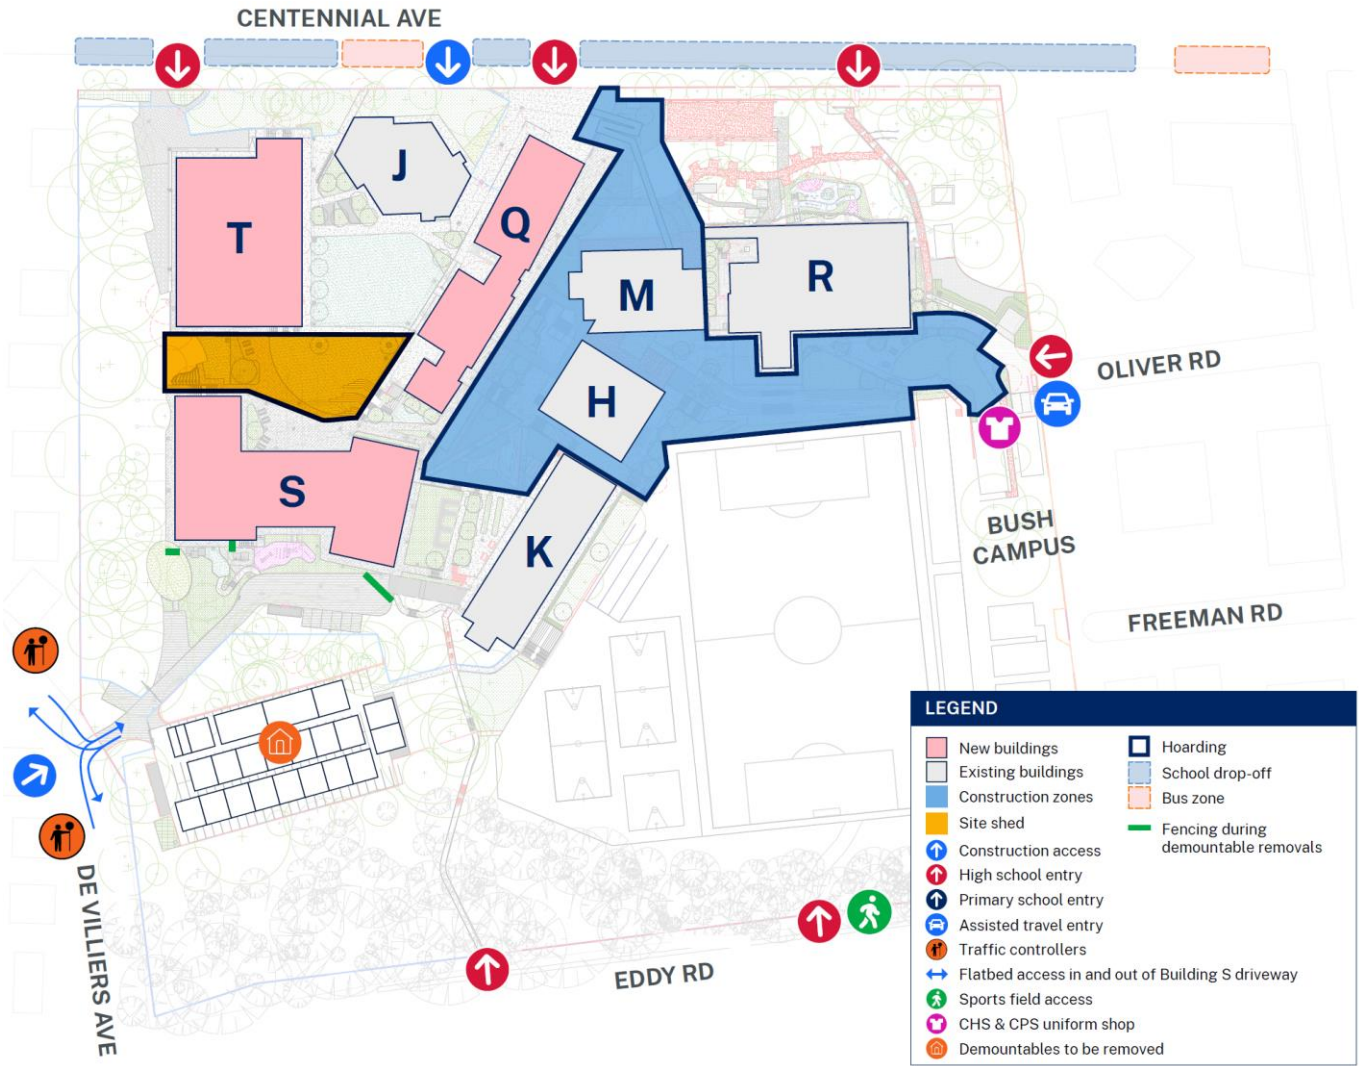 CENTENNIAL AVE
J
T
Q
M
R
H
S
K
OLIVER RD
BUSH
CAMPUS
FREEMAN RD
DE VILLIERS AVE
EDDY RD
LEGEND
New buildings
Existing buildings
Construction zones
Site shed
Construction access
High school entry
Primary school entry
Assisted travel entry
Traffic controllers
Flatbed access in and out of Building S driveway
Sports field access
CHS & CPS uniform shop
Demountables to be removed
Hoarding
School drop-off
Bus zone
Fencing during
demountable removals